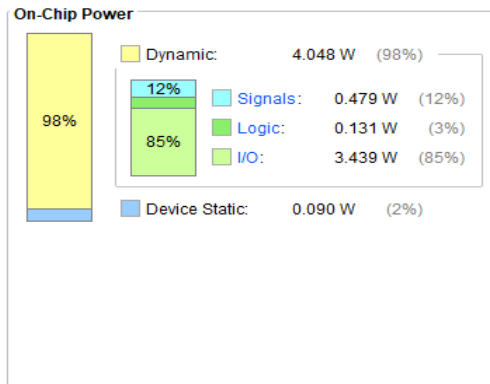 On-Chip Power
Dynamic: 4.048 W (98%)
98%
12%
Signals: 0.479 W (12%)
Logic: 0.131 W (3%)
85%
I/O: 3.439 W (85%)
Device Static: 0.090 W (2%)